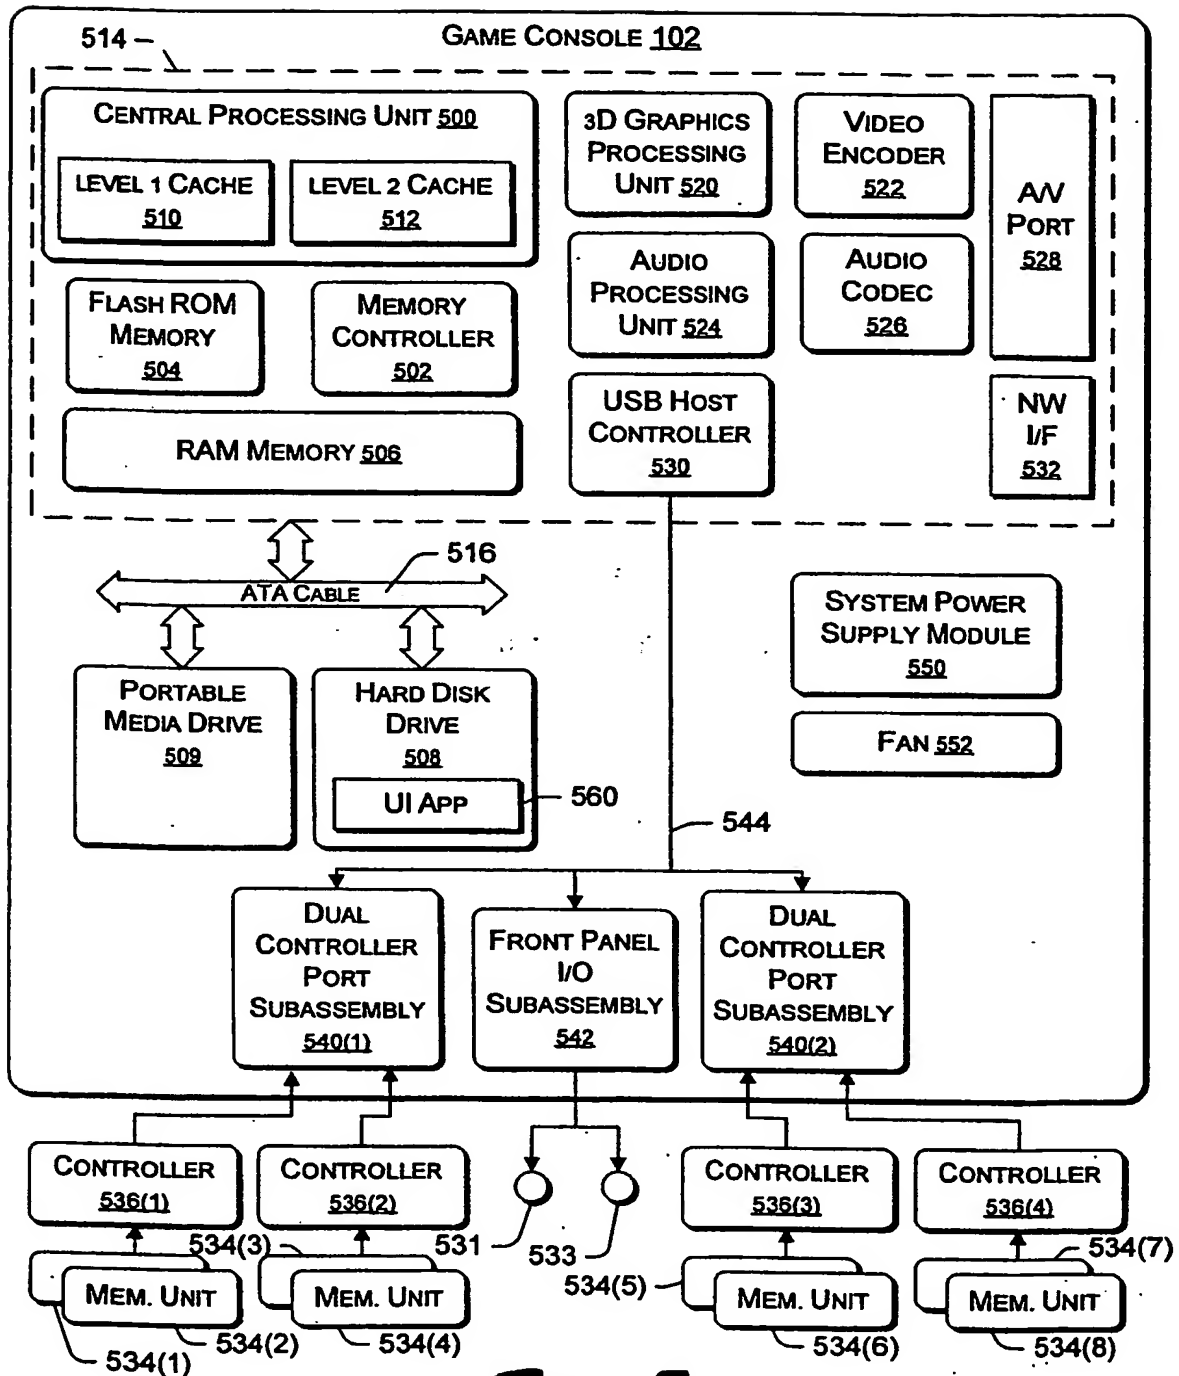 GAME CONSOLE 102
514
CENTRAL PROCESSING UNIT 500
LEVEL 1 CACHE
510
LEVEL 2 CACHE
512
3D GRAPHICS
PROCESSING
UNIT 520
VIDEO
ENCODER
522
A/V
PORT
528
FLASH ROM
MEMORY
504
MEMORY
CONTROLLER
502
AUDIO
PROCESSING
UNIT 524
AUDIO
CODEC
526
RAM MEMORY 506
USB HOST
CONTROLLER
530
NW
I/F
532
516
ATA CABLE
SYSTEM POWER
SUPPLY MODULE
550
PORTABLE
MEDIA DRIVE
509
HARD DISK
DRIVE
508
UI APP
560
FAN 552
544
DUAL
CONTROLLER
PORT
SUBASSEMBLY
540(1)
FRONT PANEL
I/O
SUBASSEMBLY
542
DUAL
CONTROLLER
PORT
SUBASSEMBLY
540(2)
CONTROLLER
536(1)
CONTROLLER
536(2)
531
533
CONTROLLER
536(3)
CONTROLLER
536(4)
534(3)
534(5)
534(7)
MEM. UNIT
MEM. UNIT
MEM. UNIT
MEM. UNIT
534(1)
534(2)
534(4)
534(6)
534(8)